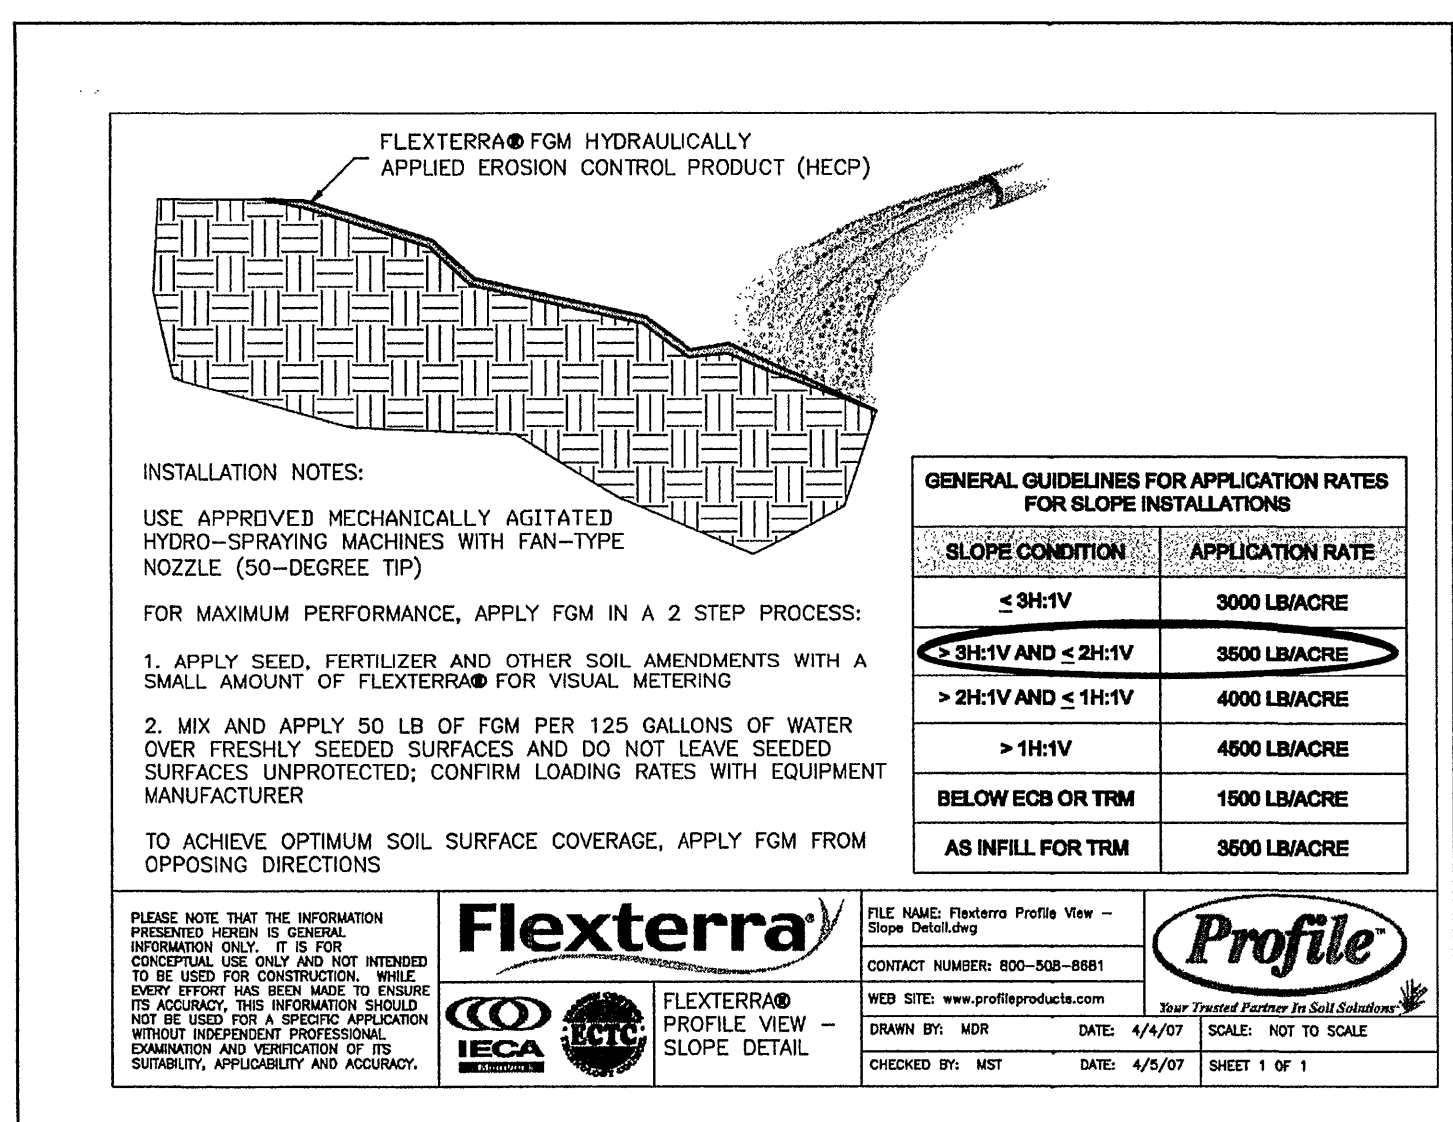 FLEXTERRA® FGM HYDRAULICALLY
APPLIED EROSION CONTROL PRODUCT (HECP)
INSTALLATION NOTES:
USE APPROVED MECHANICALLY AGITATED
HYDRO-SPRAYING MACHINES WITH FAN-TYPE
NOZZLE (50-DEGREE TIP)
FOR MAXIMUM PERFORMANCE, APPLY FGM IN A 2 STEP PROCESS:
1. APPLY SEED, FERTILIZER AND OTHER SOIL AMENDMENTS WITH A
SMALL AMOUNT OF FLEXTERRA® FOR VISUAL METERING
2. MIX AND APPLY 50 LB OF FGM PER 125 GALLONS OF WATER
OVER FRESHLY SEEDED SURFACES AND DO NOT LEAVE SEEDED
SURFACES UNPROTECTED; CONFIRM LOADING RATES WITH EQUIPMENT
MANUFACTURER
TO ACHIEVE OPTIMUM SOIL SURFACE COVERAGE, APPLY FGM FROM
OPPOSING DIRECTIONS
GENERAL GUIDELINES FOR APPLICATION RATES
FOR SLOPE INSTALLATIONS
SLOPE CONDITION APPLICATION RATE
≤ 3H:1V 3000 LB/ACRE
> 3H:1V AND ≤ 2H:1V 3500 LB/ACRE
> 2H:1V AND ≤ 1H:1V 4000 LB/ACRE
> 1H:1V 4500 LB/ACRE
BELOW ECB OR TRM 1500 LB/ACRE
AS INFILL FOR TRM 3500 LB/ACRE
PLEASE NOTE THAT THE INFORMATION
PRESENTED HEREIN IS GENERAL
INFORMATION ONLY. IT IS FOR
CONCEPTUAL USE ONLY AND NOT INTENDED
TO BE USED FOR CONSTRUCTION. WHILE
EVERY EFFORT HAS BEEN MADE TO ENSURE
ITS ACCURACY, THIS INFORMATION SHOULD
NOT BE USED FOR A SPECIFIC APPLICATION
WITHOUT INDEPENDENT PROFESSIONAL
EXAMINATION AND VERIFICATION OF ITS
SUITABILITY, APPLICABILITY AND ACCURACY.
Flexterra®
IECA
ECTC
FLEXTERRA®
PROFILE VIEW -
SLOPE DETAIL
FILE NAME: Flexterra Profile View -
Slope Detail.dwg
CONTACT NUMBER: 800-508-8681
WEB SITE: www.profileproducts.com
DRAWN BY: MDR DATE: 4/4/07
CHECKED BY: MST DATE: 4/5/07
Profile™
Your Trusted Partner In Soil Solutions
SCALE: NOT TO SCALE
SHEET 1 OF 1